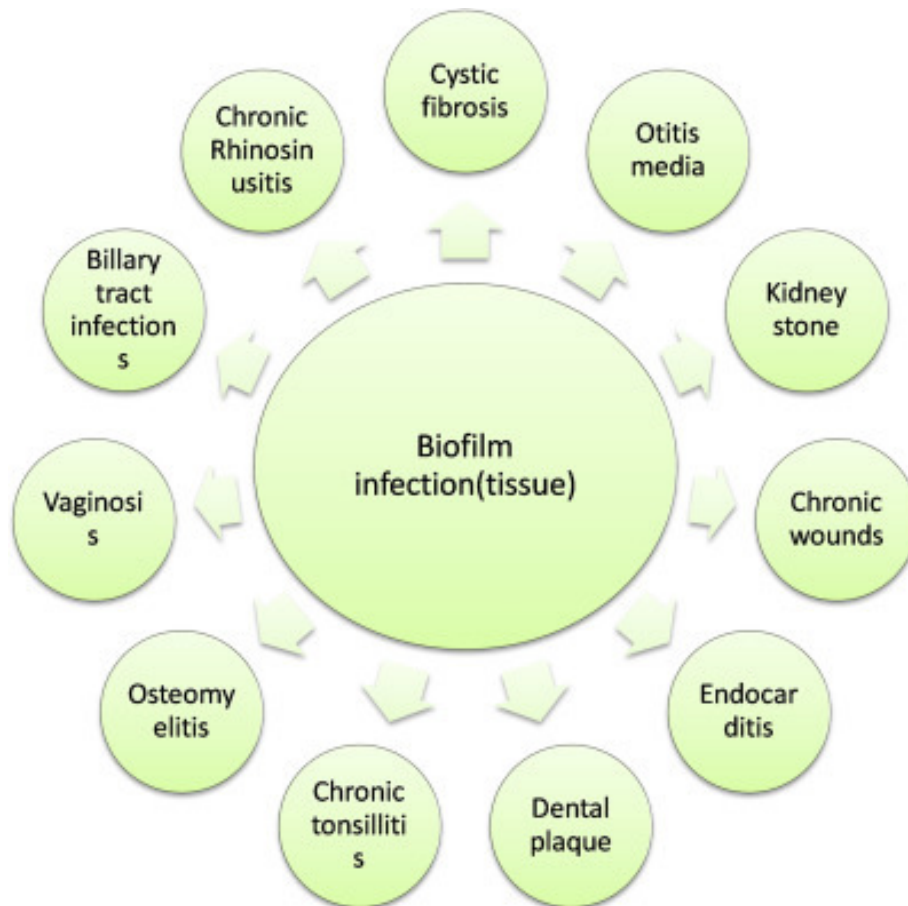 Cystic
fibrosis
Otitis
media
Kidney
stone
Chronic
wounds
Endocar
ditis
Dental
plaque
Chronic
tonsilliti
s
Osteomy
elitis
Vaginosi
s
Billary
tract
infection
s
Chronic
Rhinosin
usitis
Biofilm
infection(tissue)